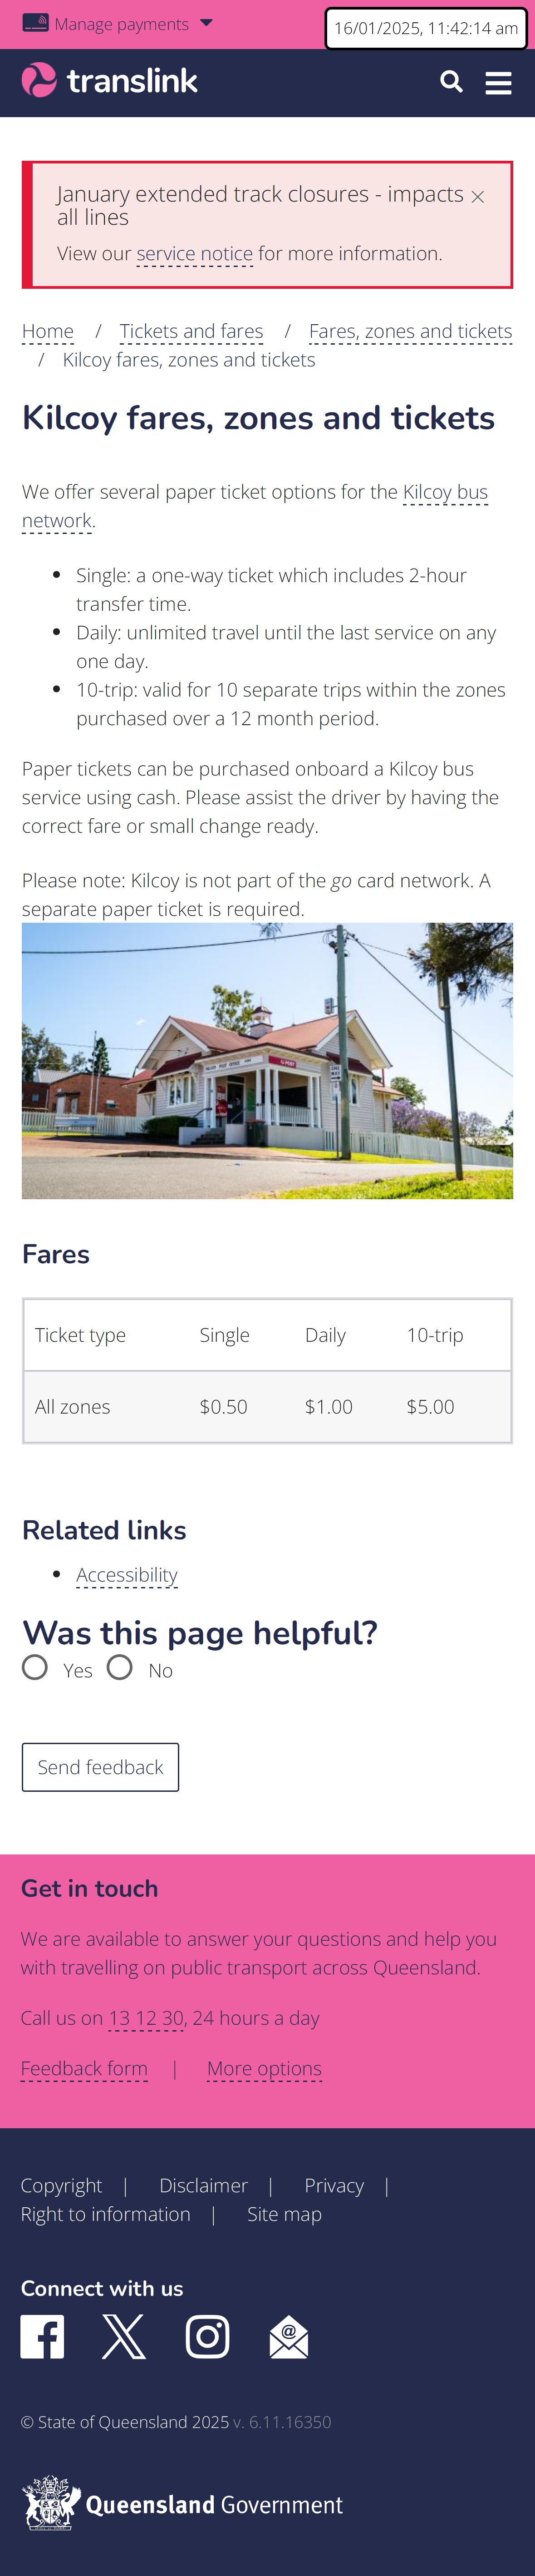 Manage payments
16/01/2025, 11:42:14 am
translink
January extended track closures - impacts
all lines
View our service notice for more information.
Home / Tickets and fares / Fares, zones and tickets
/ Kilcoy fares, zones and tickets
Kilcoy fares, zones and tickets
We offer several paper ticket options for the Kilcoy bus
network.
• Single: a one-way ticket which includes 2-hour
transfer time.
• Daily: unlimited travel until the last service on any
one day.
• 10-trip: valid for 10 separate trips within the zones
purchased over a 12 month period.
Paper tickets can be purchased onboard a Kilcoy bus
service using cash. Please assist the driver by having the
correct fare or small change ready.
Please note: Kilcoy is not part of the go card network. A
separate paper ticket is required.
Fares
Ticket type Single Daily 10-trip
All zones $0.50 $1.00 $5.00
Related links
• Accessibility
Was this page helpful?
Yes No
Send feedback
Get in touch
We are available to answer your questions and help you
with travelling on public transport across Queensland.
Call us on 13 12 30, 24 hours a day
Feedback form | More options
Copyright | Disclaimer | Privacy |
Right to information | Site map
Connect with us
© State of Queensland 2025 v. 6.11.16350
Queensland Government